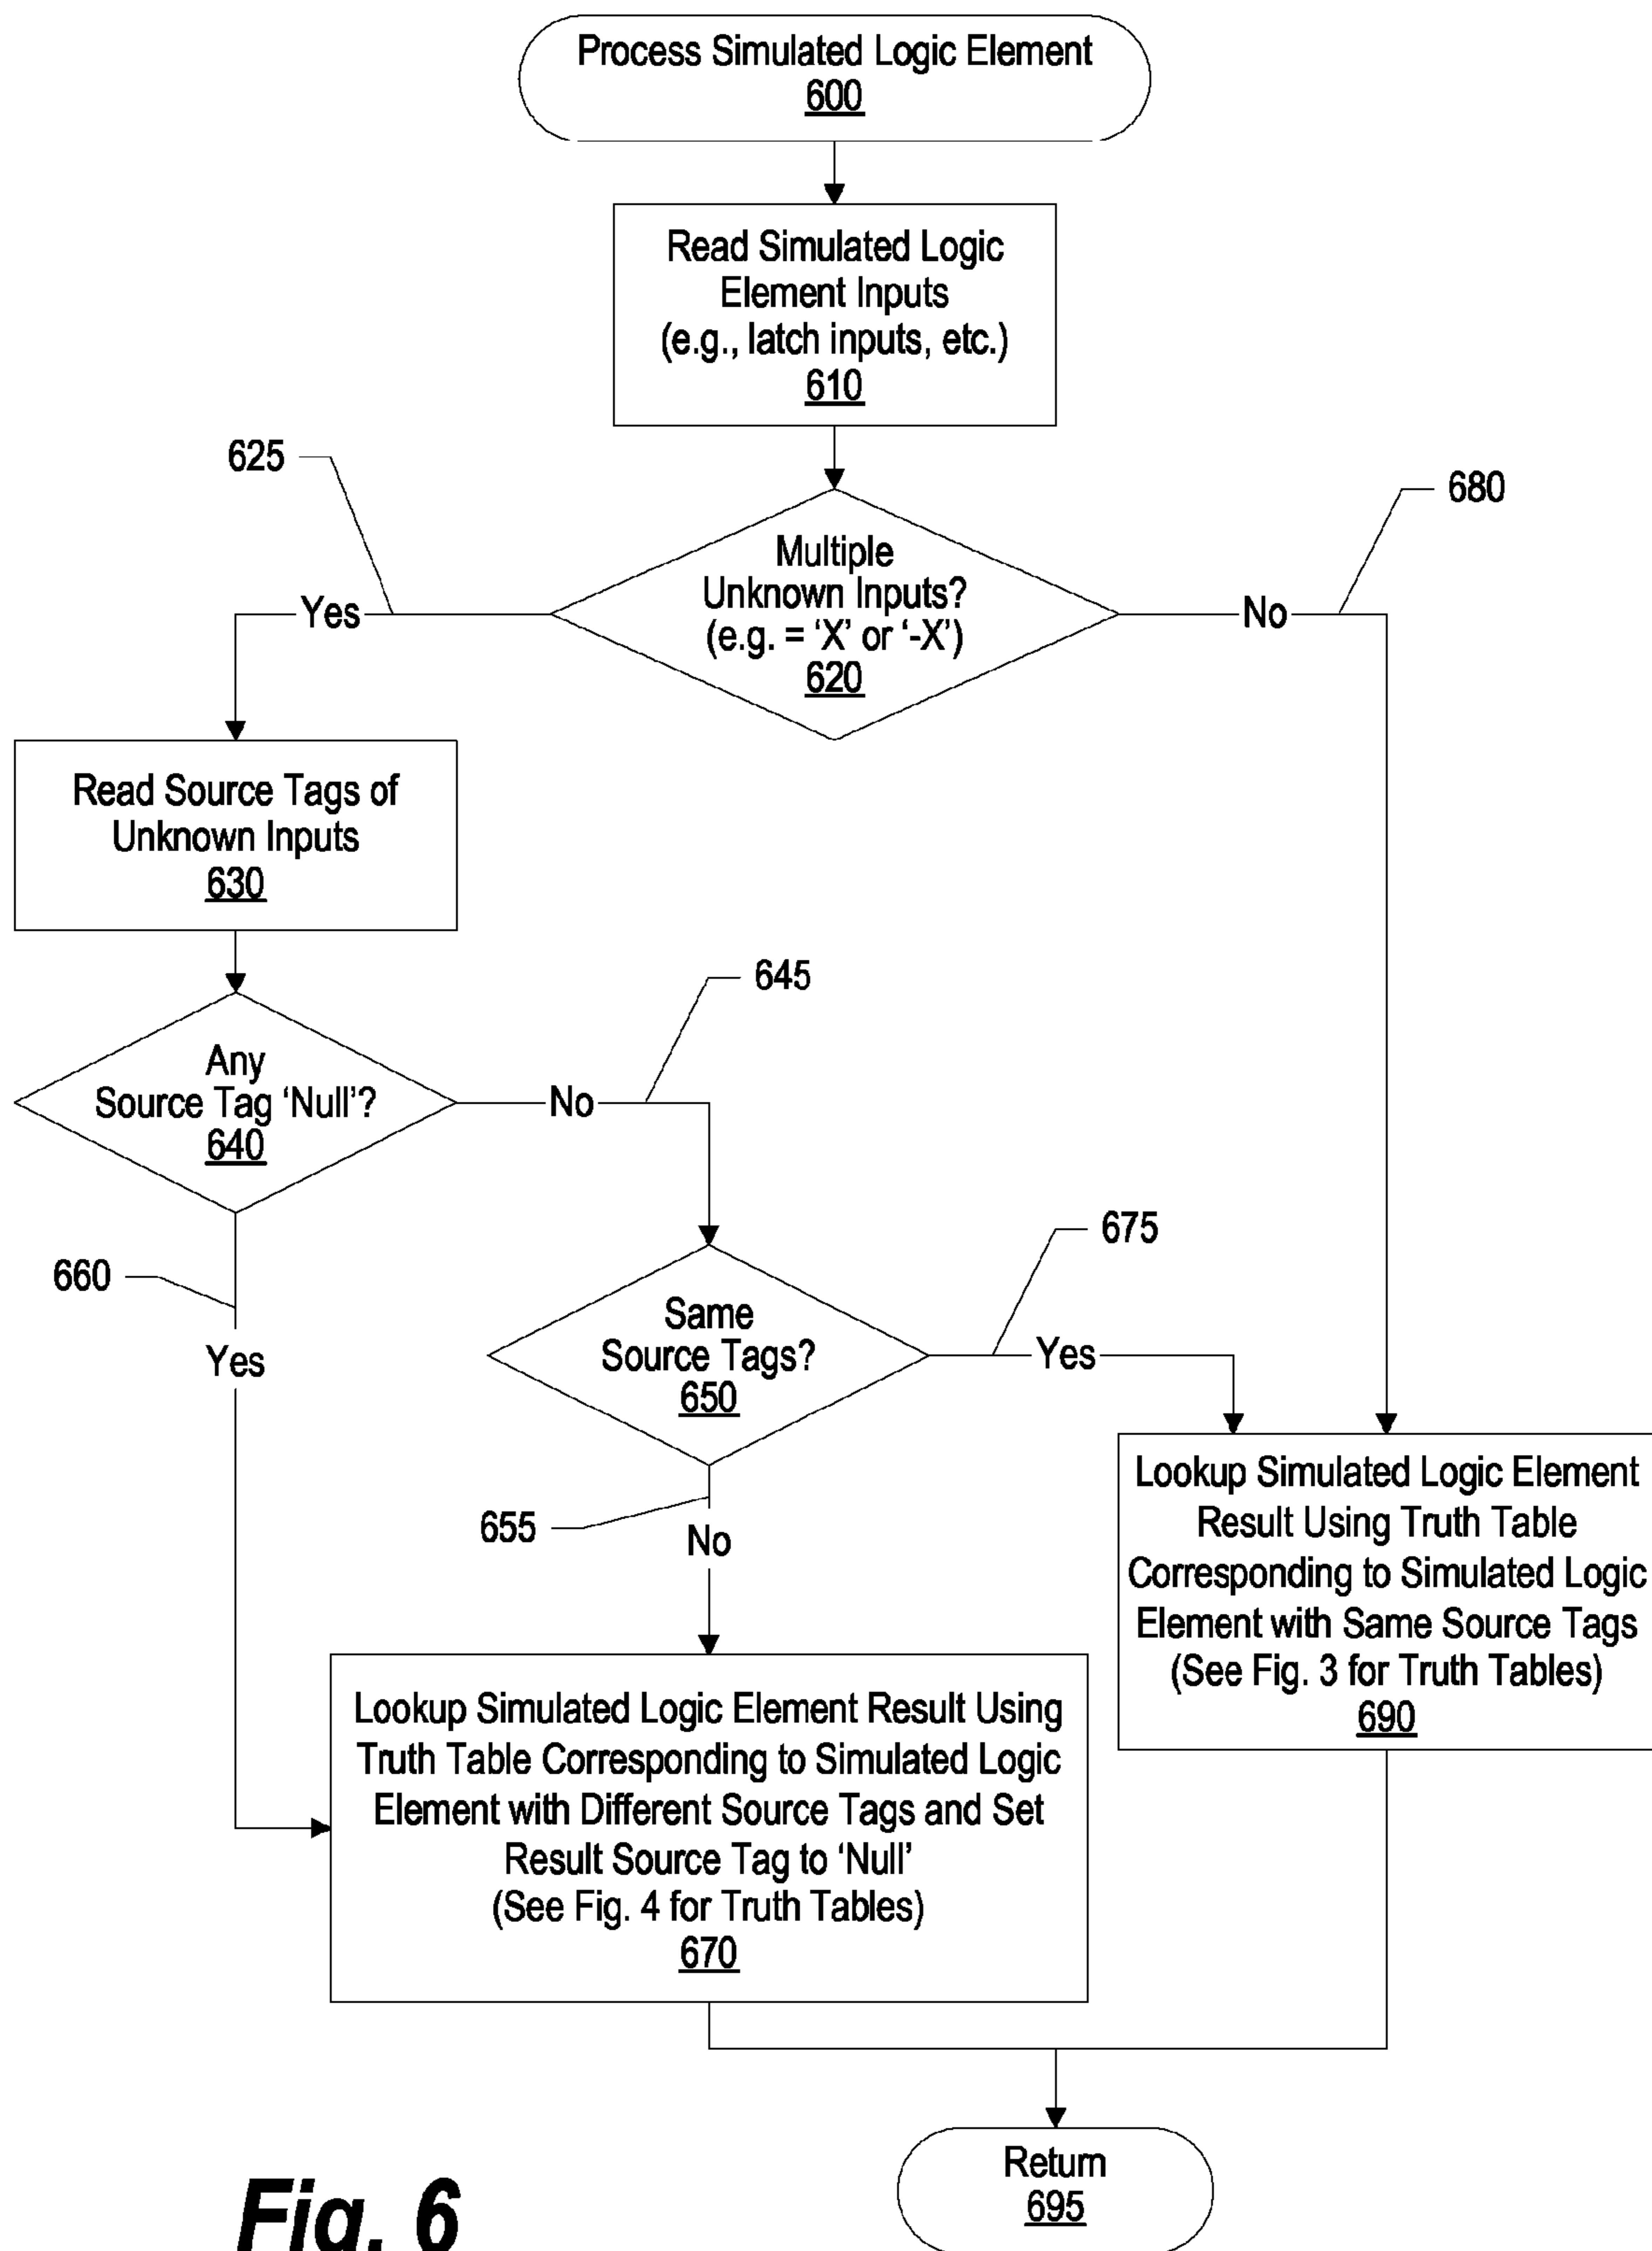 Process Simulated Logic Element
600
Read Simulated Logic
Element Inputs
(e.g., latch inputs, etc.)
610
625
680
Multiple
Unknown Inputs?
(e.g. = ‘X’ or ‘-X’)
620
Yes
No
Read Source Tags of
Unknown Inputs
630
645
Any
Source Tag ‘Null’?
640
No
675
660
Yes
Same
Source Tags?
650
Yes
655
No
Lookup Simulated Logic Element
Result Using Truth Table
Corresponding to Simulated Logic
Element with Same Source Tags
(See Fig. 3 for Truth Tables)
690
Lookup Simulated Logic Element Result Using
Truth Table Corresponding to Simulated Logic
Element with Different Source Tags and Set
Result Source Tag to ‘Null’
(See Fig. 4 for Truth Tables)
670
Return
695
Fig. 6